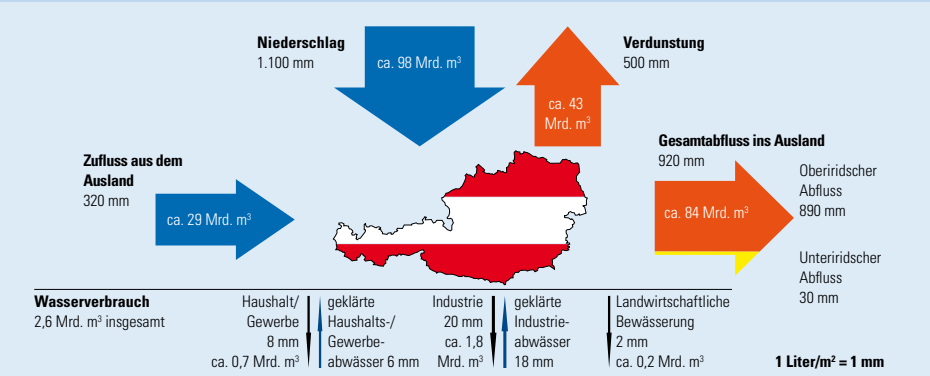 Niederschlag
1.100 mm
ca. 98 Mrd. m³
Verdunstung
500 mm
ca. 43
Mrd. m³
Zufluss aus dem
Ausland
320 mm
ca. 29 Mrd. m³
Gesamtabfluss ins Ausland
920 mm
ca. 84 Mrd. m³
Oberiridscher
Abfluss
890 mm
Unteriridscher
Abfluss
30 mm
Wasserverbrauch
2,6 Mrd. m³ insgesamt
Haushalt/
Gewerbe
8 mm
ca. 0,7 Mrd. m³
geklärte
Haushalts-/
Gewerbe-
abwässer 6 mm
Industrie
20 mm
ca. 1,8
Mrd. m³
geklärte
Industrie-
abwässer
18 mm
Landwirtschaftliche
Bewässerung
2 mm
ca. 0,2 Mrd. m³
1 Liter/m² = 1 mm